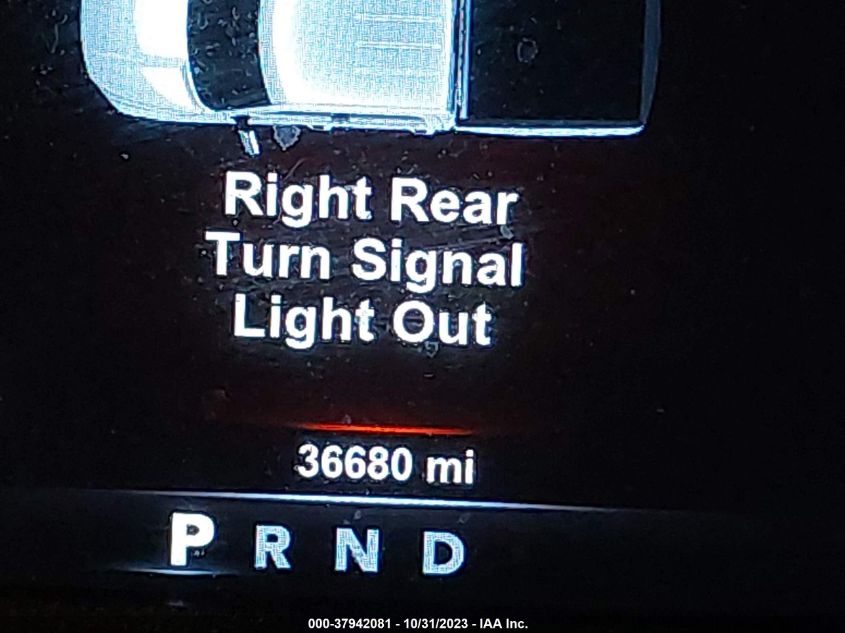 Right Rear
Turn Signal
Light Out
36680 mi
P R N D
000-37942081 - 10/31/2023 - IAA Inc.